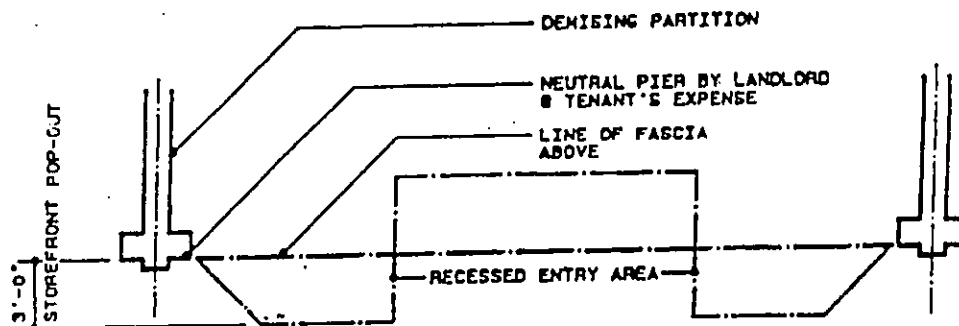 DEMISING PARTITION
NEUTRAL PIER BY LANDLORD
@ TENANT'S EXPENSE
LINE OF FASCIA
ABOVE
RECESSED ENTRY AREA
3'-0"
STOREFRONT POP-OUT